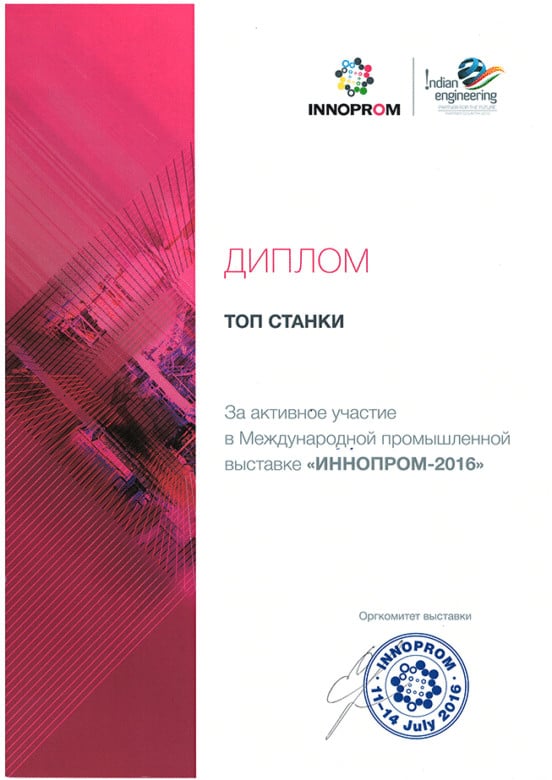 INNOPROM
Indian
engineering
PARTNER FOR THE FUTURE
ДИПЛОМ
ТОП СТАНКИ
За активное участие
в Международной промышленной
выставке «ИННОПРОМ-2016»
Оргкомитет выставки
INNOPROM
11-14 July 2016